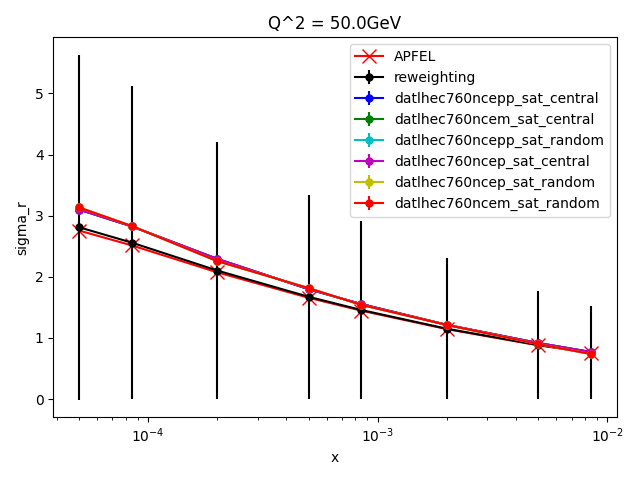 Q^2 = 50.0GeV
APFEL
reweighting
datlhec760ncepp_sat_central
datlhec760ncem_sat_central
datlhec760ncepp_sat_random
datlhec760ncep_sat_central
datlhec760ncep_sat_random
datlhec760ncem_sat_random
sigma_r
5
4
3
2
1
0
10⁻⁴
10⁻³
10⁻²
x